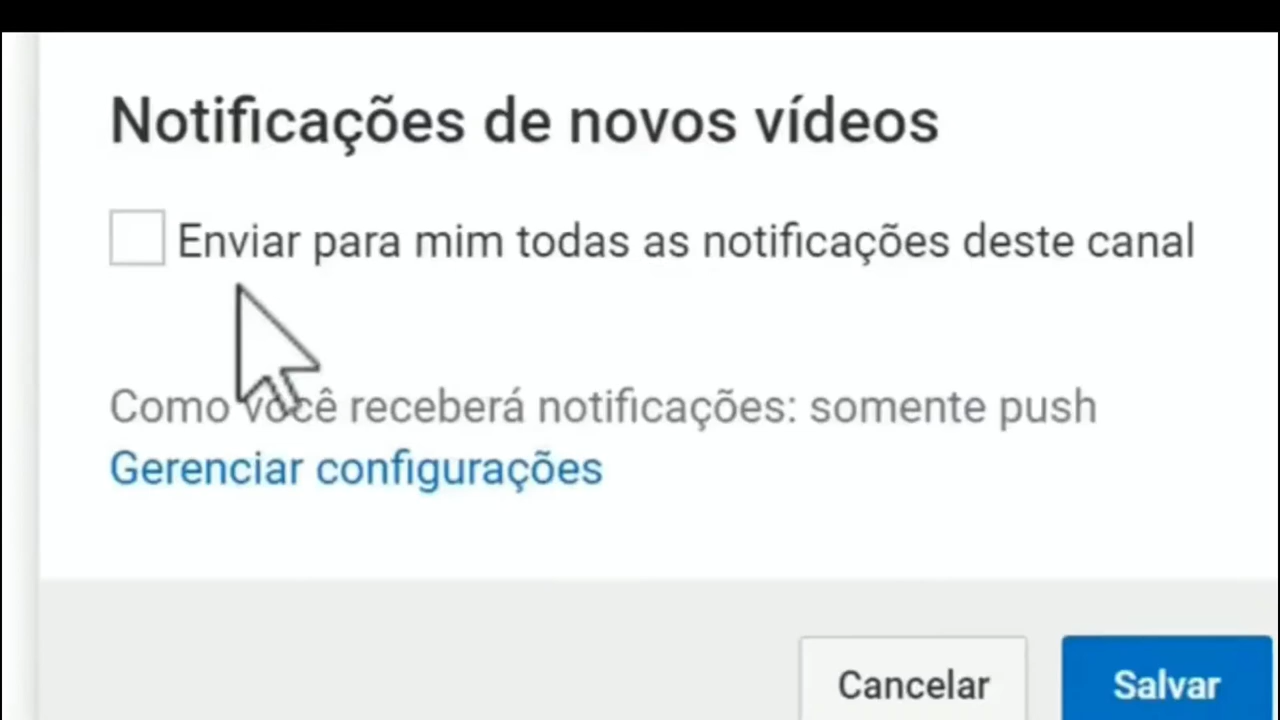 Notificações de novos vídeos
Enviar para mim todas as notificações deste canal
Como você receberá notificações: somente push
Gerenciar configurações
Cancelar Salvar